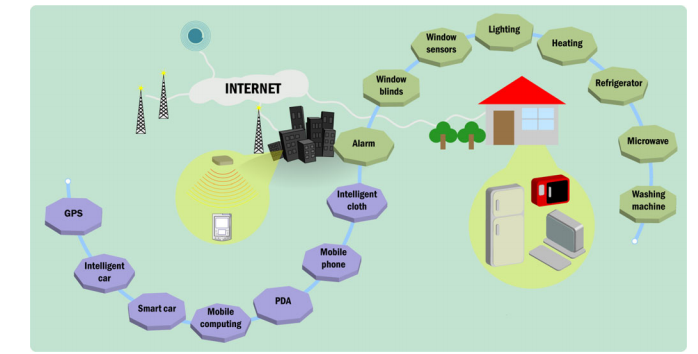 Lighting
Window
sensors
Heating
Window
blinds
Refrigerator
INTERNET
Alarm
Microwave
Intelligent
cloth
Washing
machine
GPS
Mobile
phone
Intelligent
car
PDA
Smart car
Mobile
computing